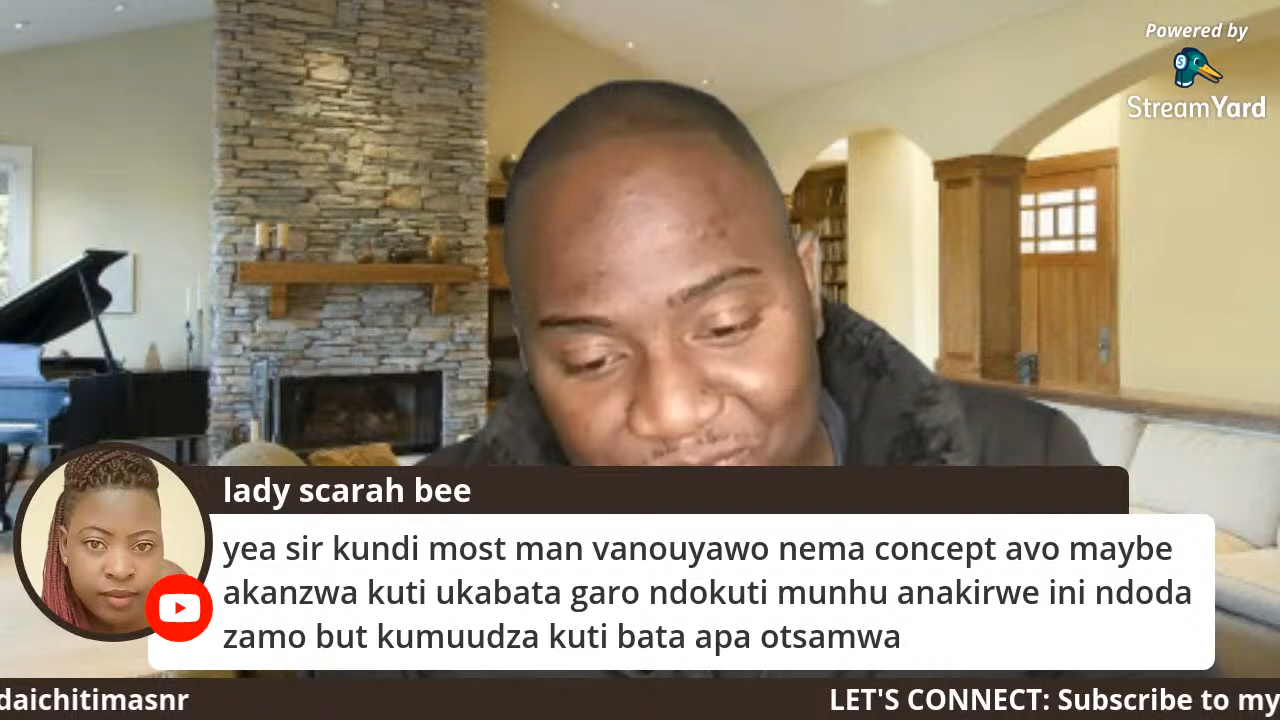 Powered by
StreamYard
lady scarah bee
yea sir kundi most man vanouyawo nema concept avo maybe
akanzwa kuti ukabata garo ndokuti munhu anakirwe ini ndoda
zamo but kumuudza kuti bata apa otsamwa
daichitimasnr LET'S CONNECT: Subscribe to my